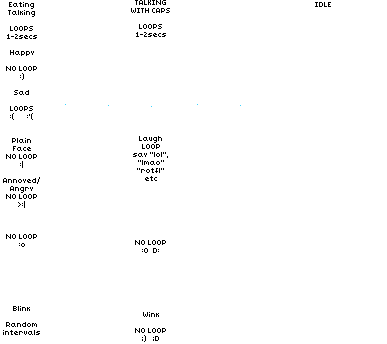 Eating
Talking
LOOPS
1-2secs
Happy
NO LOOP
:)
Sad
LOOPS
:( :'(
Plain
Face
NO LOOP
:|
Annoyed/
Angry
NO LOOP
>:|
NO LOOP
:o
Blink
Random
intervals
TALKING
WITH CAPS
LOOPS
1-2secs
Laugh
LOOP
say "lol",
"lmao"
"rotfl"
etc
NO LOOP
:O D:
Wink
NO LOOP
;) ;D
IDLE